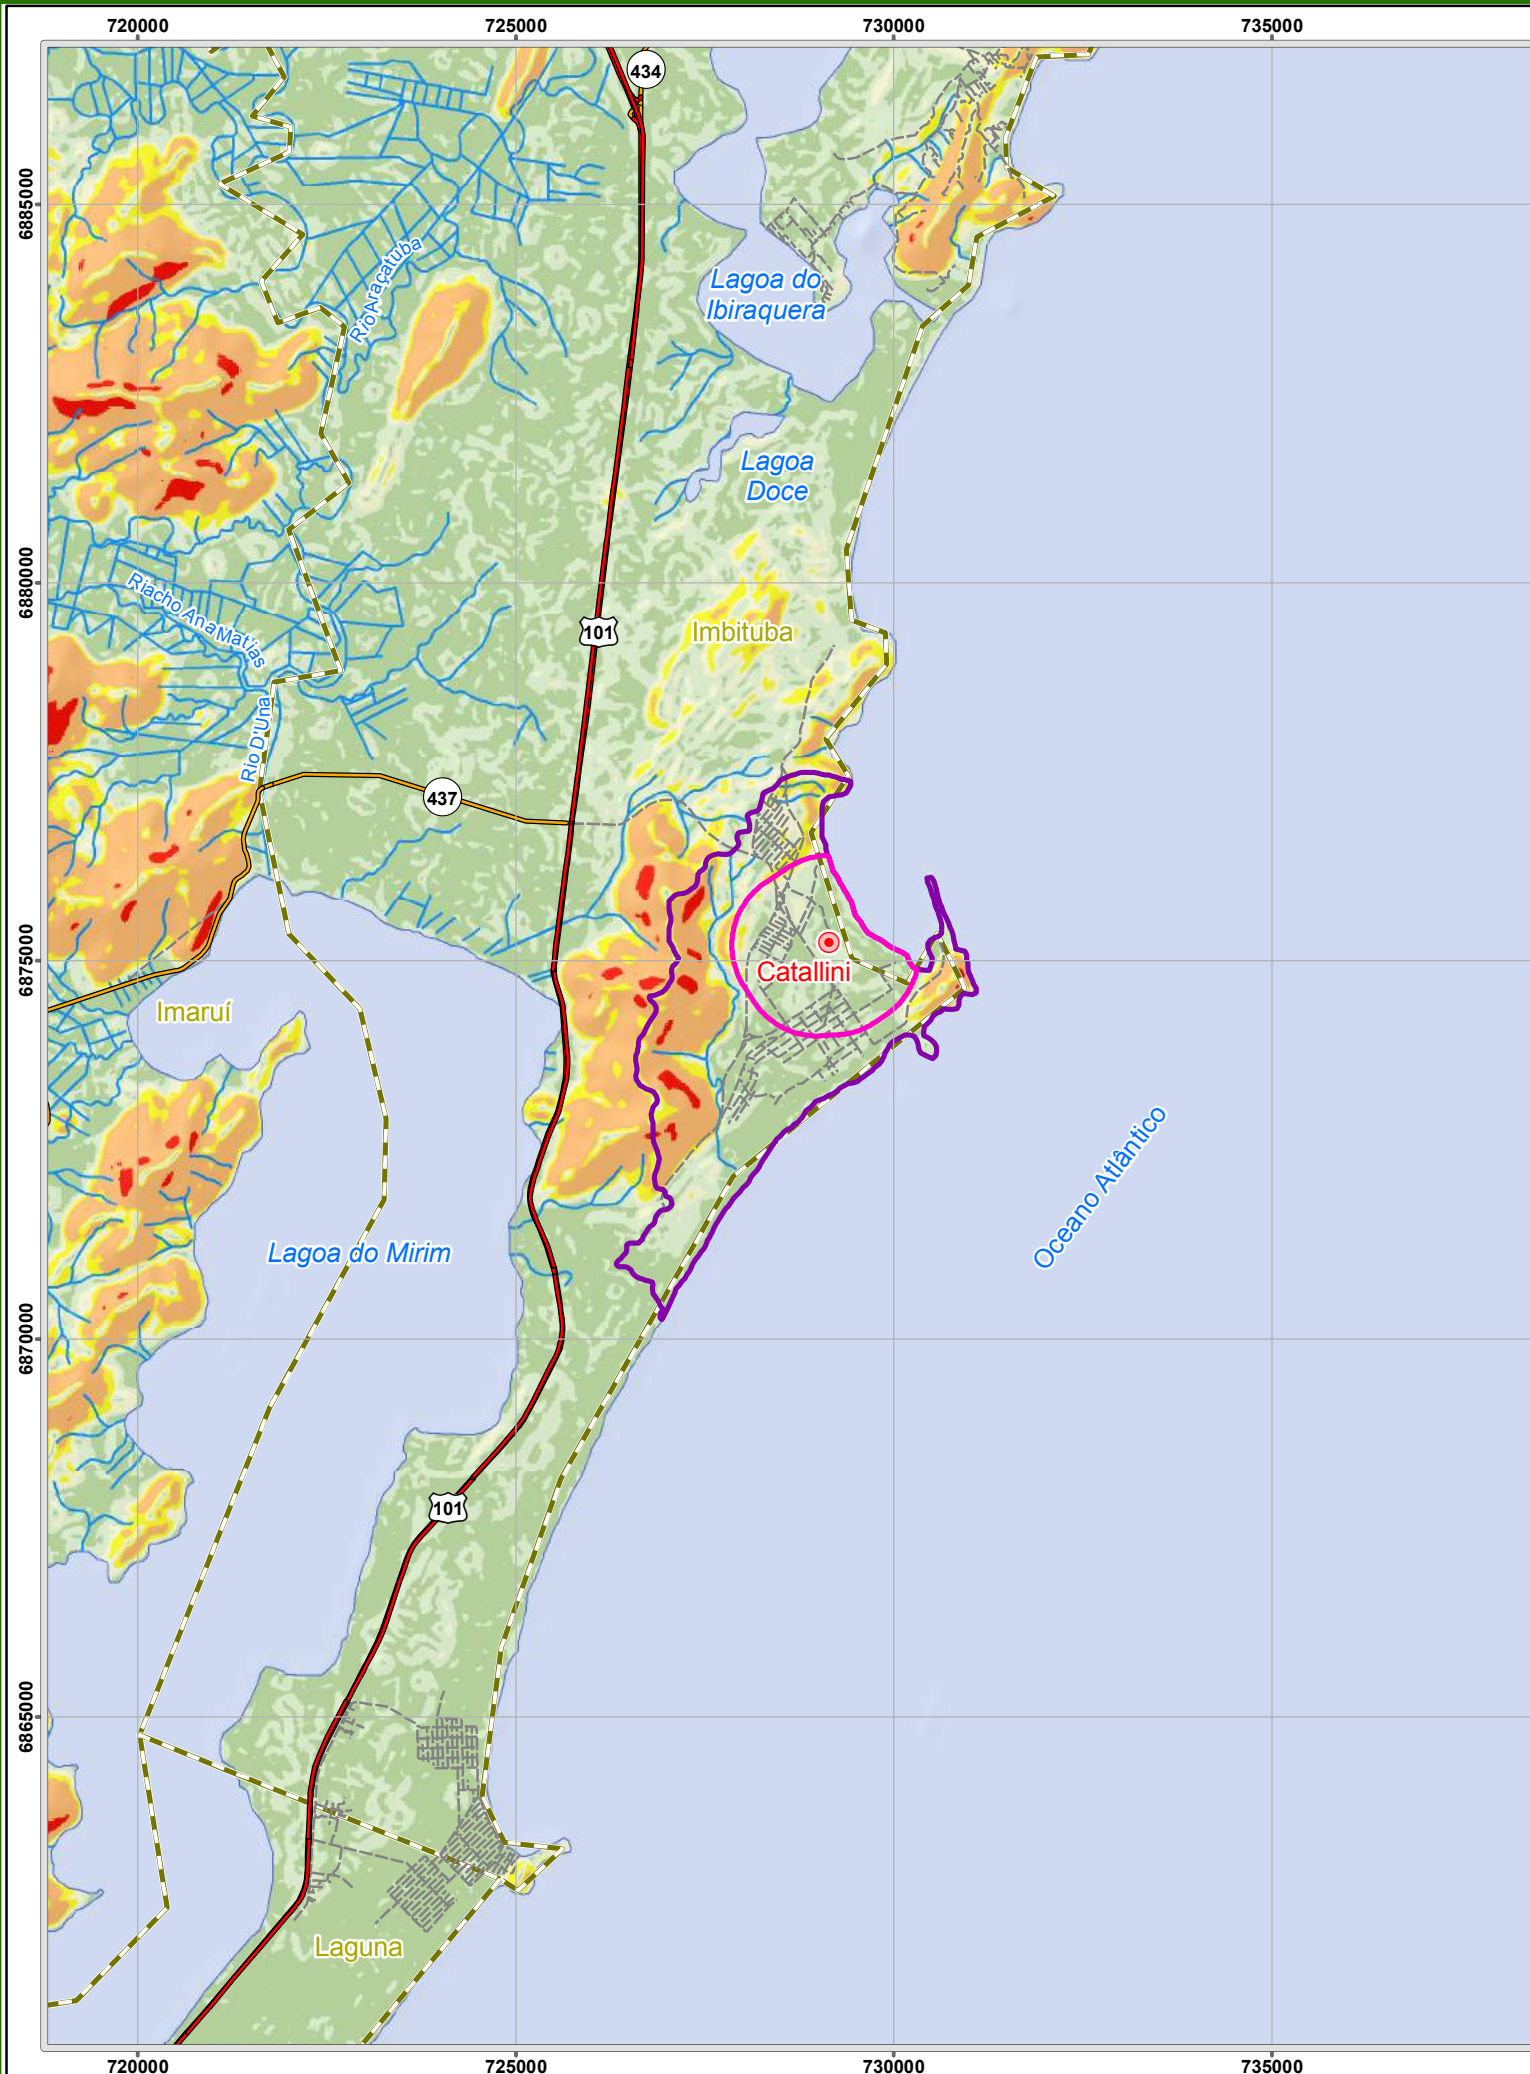 720000
725000
730000
735000
434
6885000
Rio Araçatuba
Lagoa do
Ibiraquera
Lagoa
Doce
6880000
Riacho Ana Matias
101
Imbituba
Rio D'Una
437
6875000
Catallini
Imaruí
Oceano Atlântico
Lagoa do Mirim
6870000
101
6865000
Laguna
720000
725000
730000
735000